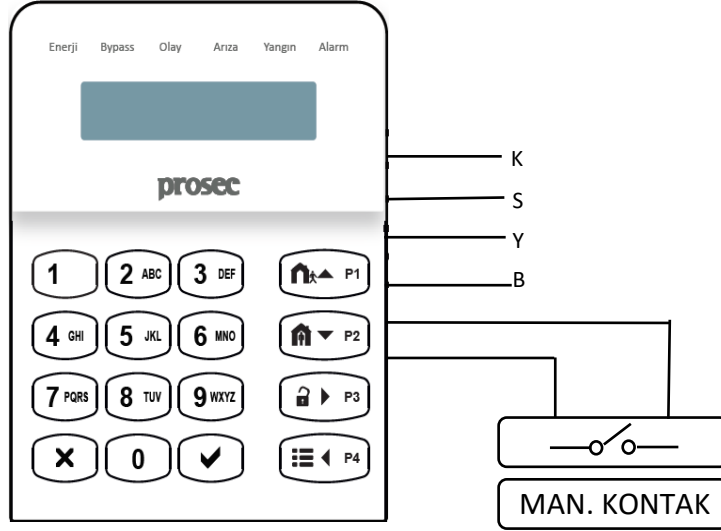 Enerji Bypass Olay Arıza Yangın Alarm
prosec
K
S
Y
B
1 2 ABC 3 DEF P1
4 GHI 5 JKL 6 MNO P2
7 PQRS 8 TUV 9 WXYZ P3
0 P4
MAN. KONTAK